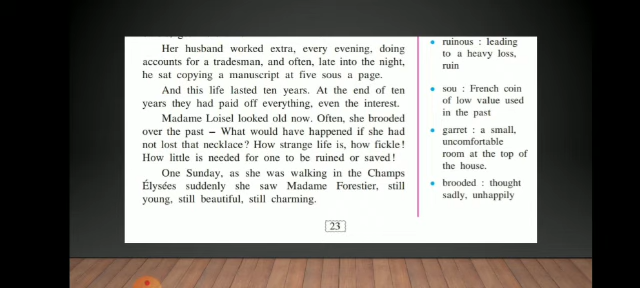 Her husband worked extra, every evening, doing
accounts for a tradesman, and often, late into the night,
he sat copying a manuscript at five sous a page.
And this life lasted ten years. At the end of ten
years they had paid off everything, even the interest.
Madame Loisel looked old now. Often, she brooded
over the past – What would have happened if she had
not lost that necklace? How strange life is, how fickle!
How little is needed for one to be ruined or saved!
One Sunday, as she was walking in the Champs
Élysées suddenly she saw Madame Forestier, still
young, still beautiful, still charming.
23
• ruinous : leading
to a heavy loss,
ruin
• sou : French coin
of low value used
in the past
• garret : a small,
uncomfortable
room at the top of
the house.
• brooded : thought
sadly, unhappily